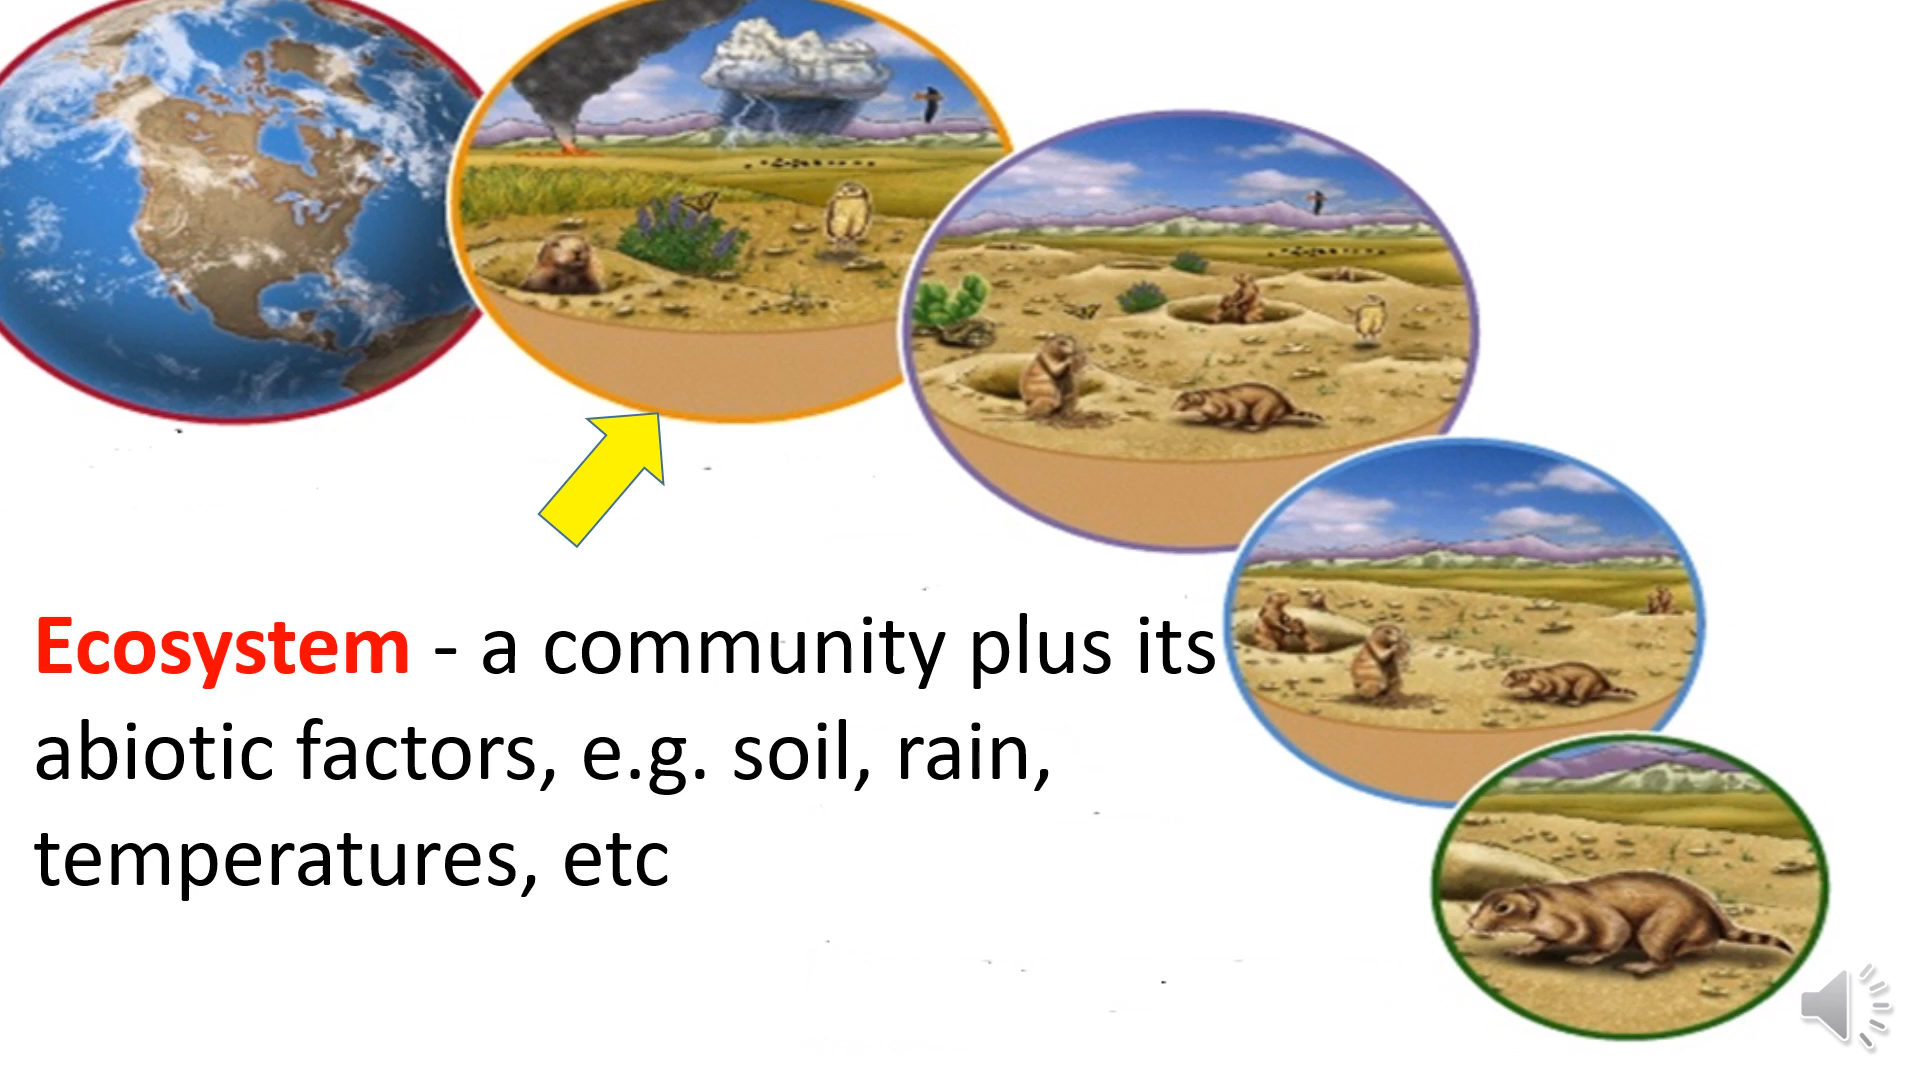 Ecosystem - a community plus its
abiotic factors, e.g. soil, rain,
temperatures, etc